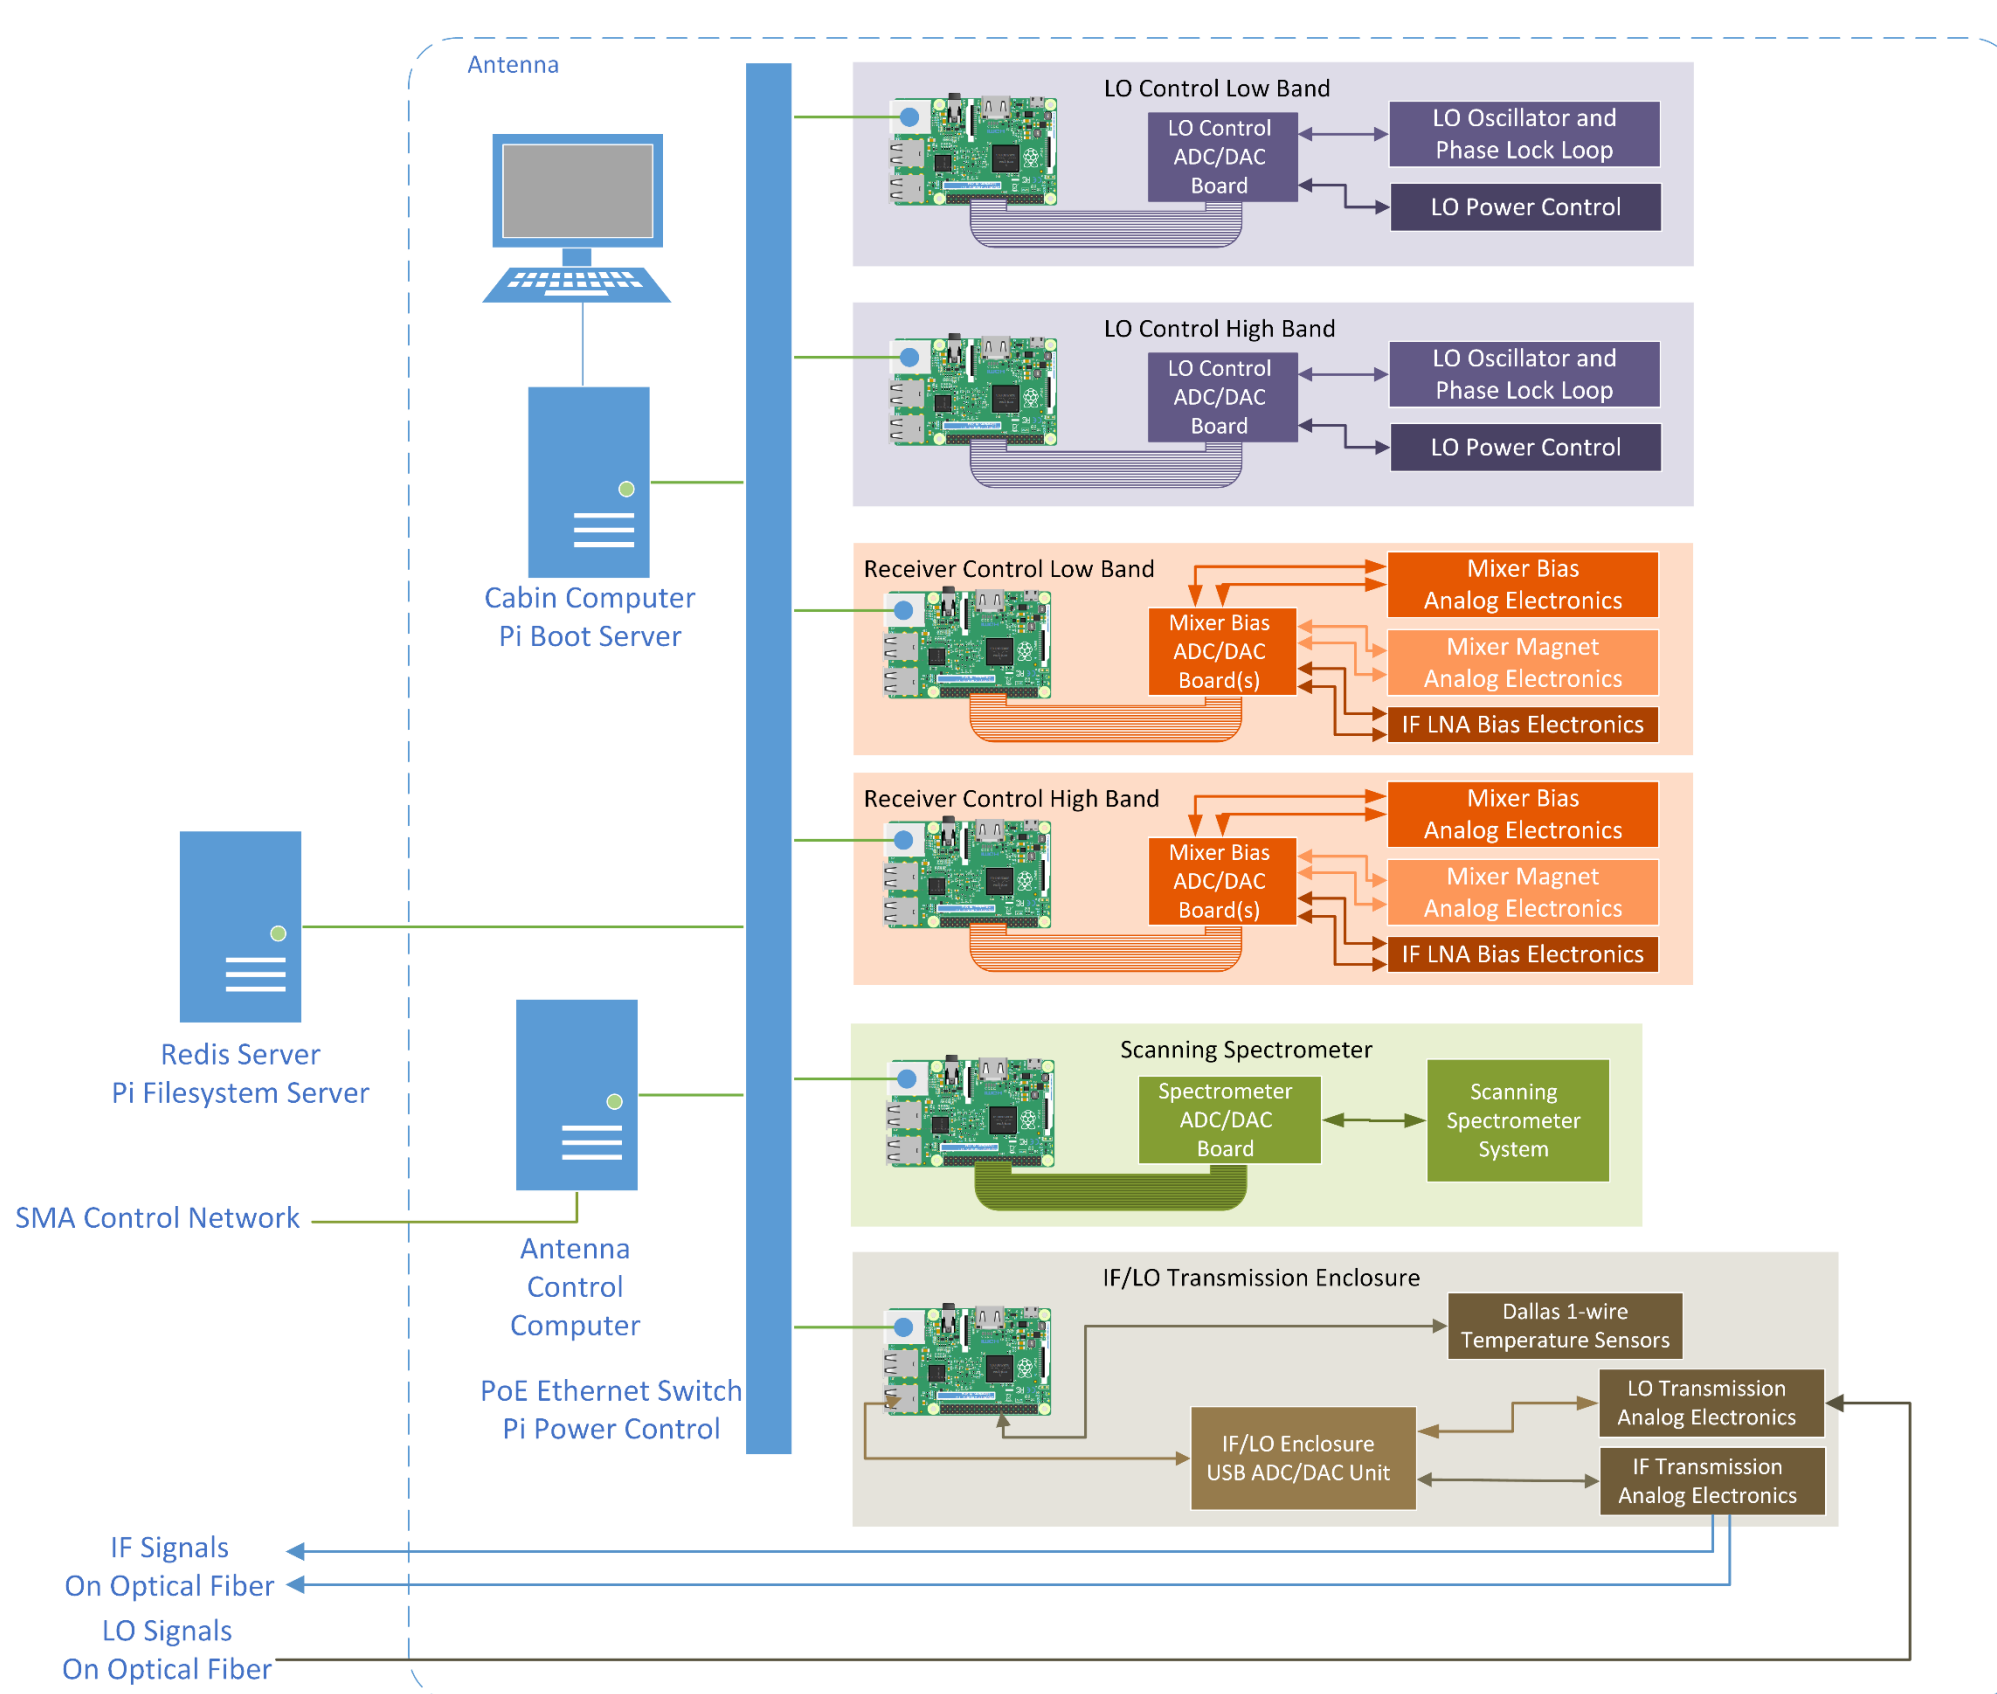 Antenna
LO Control Low Band
LO Control
ADC/DAC
Board
LO Oscillator and
Phase Lock Loop
LO Power Control
LO Control High Band
LO Control
ADC/DAC
Board
LO Oscillator and
Phase Lock Loop
LO Power Control
Cabin Computer
Pi Boot Server
Receiver Control Low Band
Mixer Bias
ADC/DAC
Board(s)
Mixer Bias
Analog Electronics
Mixer Magnet
Analog Electronics
IF LNA Bias Electronics
Receiver Control High Band
Mixer Bias
ADC/DAC
Board(s)
Mixer Bias
Analog Electronics
Mixer Magnet
Analog Electronics
IF LNA Bias Electronics
Redis Server
Pi Filesystem Server
Scanning Spectrometer
Spectrometer
ADC/DAC
Board
Scanning
Spectrometer
System
SMA Control Network
Antenna
Control
Computer
PoE Ethernet Switch
Pi Power Control
IF/LO Transmission Enclosure
Dallas 1-wire
Temperature Sensors
LO Transmission
Analog Electronics
IF/LO Enclosure
USB ADC/DAC Unit
IF Transmission
Analog Electronics
IF Signals
On Optical Fiber
LO Signals
On Optical Fiber